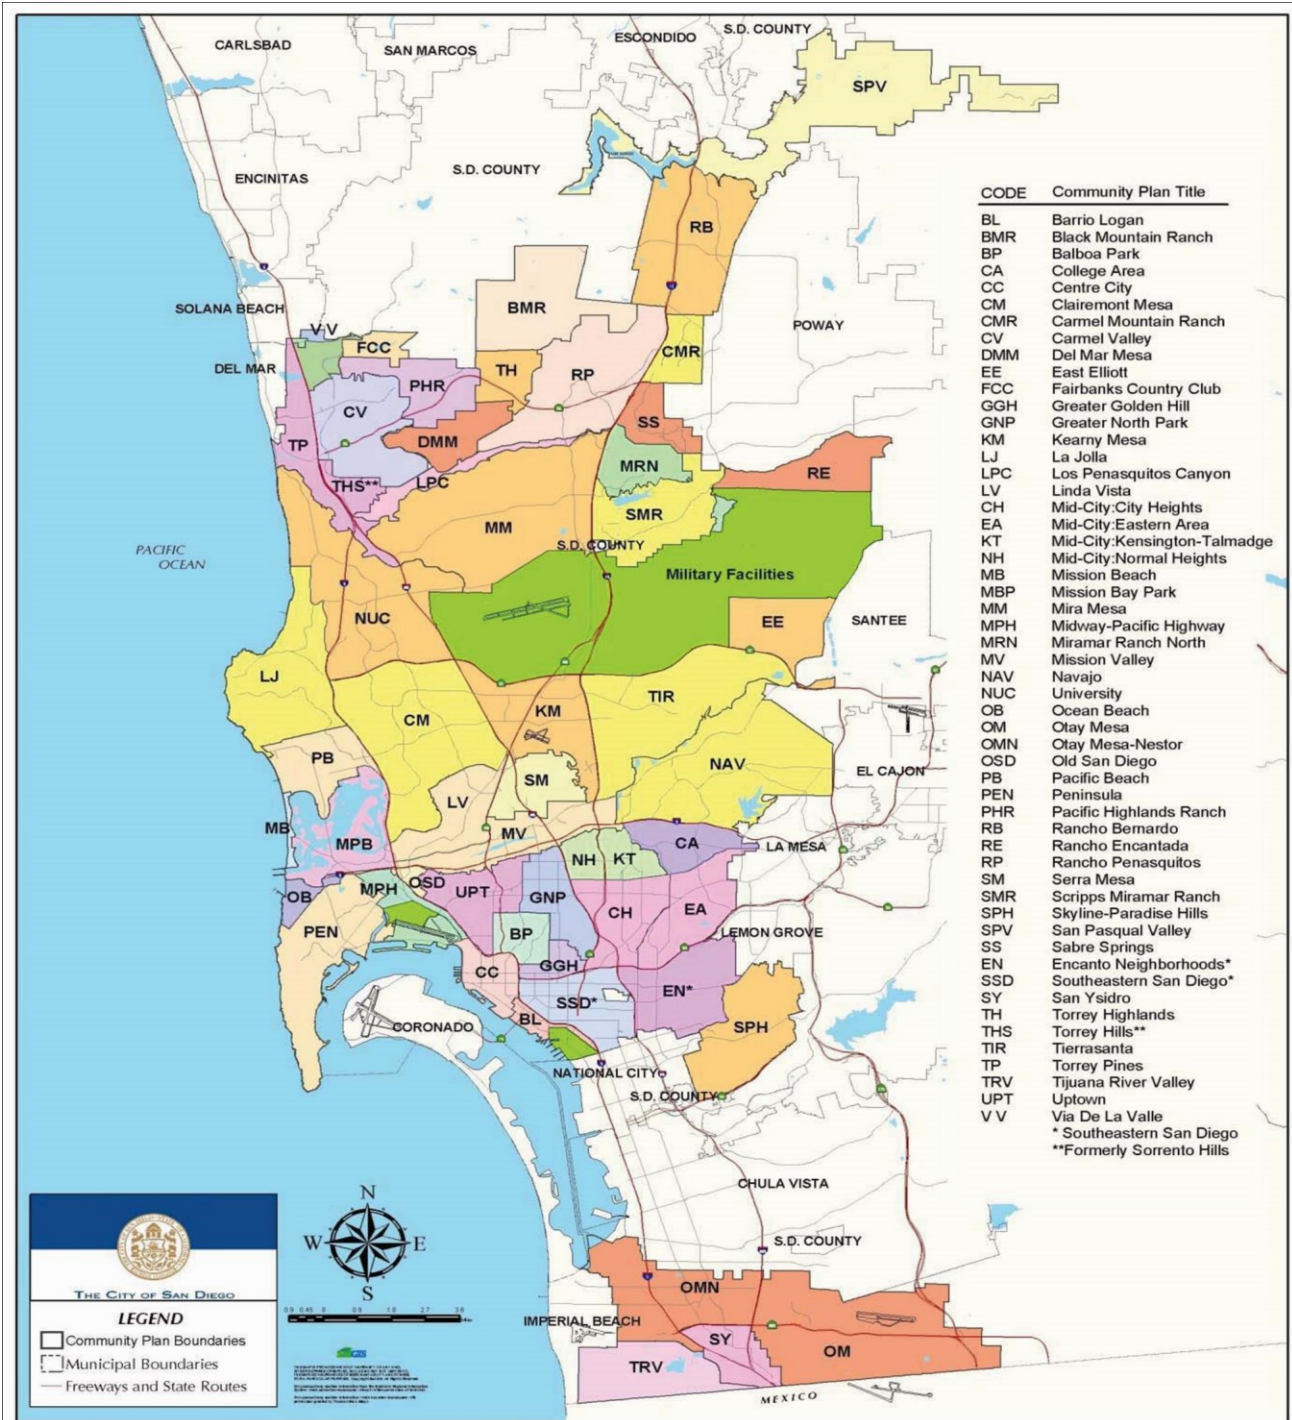 CARLSBAD
SAN MARCOS
ESCONDIDO
S.D. COUNTY
SPV
S.D. COUNTY
ENCINITAS
RB
SOLANA BEACH
BMR
POWAY
V V
FCC
DEL MAR
CMR
TH
RP
PHR
CV
SS
DMM
TP
MRN
RE
THS**
LPC
SMR
MM
S.D. COUNTY
PACIFIC
OCEAN
Military Facilities
NUC
EE
SANTEE
LJ
TIR
KM
CM
PB
NAV
EL CAJON
SM
LV
MB
MV
MPB
CA
LA MESA
NH
KT
OSD
MPH
UPT
OB
GNP
CH
EA
PEN
BP
LEMON GROVE
GGH
CC
EN*
SSD*
BL
CORONADO
SPH
NATIONAL CITY
S.D. COUNTY
CHULA VISTA
S.D. COUNTY
OMN
IMPERIAL BEACH
SY
OM
TRV
MEXICO
CODE Community Plan Title
BL Barrio Logan
BMR Black Mountain Ranch
BP Balboa Park
CA College Area
CC Centre City
CM Clairemont Mesa
CMR Carmel Mountain Ranch
CV Carmel Valley
DMM Del Mar Mesa
EE East Elliott
FCC Fairbanks Country Club
GGH Greater Golden Hill
GNP Greater North Park
KM Kearny Mesa
LJ La Jolla
LPC Los Penasquitos Canyon
LV Linda Vista
CH Mid-City:City Heights
EA Mid-City:Eastern Area
KT Mid-City:Kensington-Talmadge
NH Mid-City:Normal Heights
MB Mission Beach
MBP Mission Bay Park
MM Mira Mesa
MPH Midway-Pacific Highway
MRN Miramar Ranch North
MV Mission Valley
NAV Navajo
NUC University
OB Ocean Beach
OM Otay Mesa
OMN Otay Mesa-Nestor
OSD Old San Diego
PB Pacific Beach
PEN Peninsula
PHR Pacific Highlands Ranch
RB Rancho Bernardo
RE Rancho Encantada
RP Rancho Penasquitos
SM Serra Mesa
SMR Scripps Miramar Ranch
SPH Skyline-Paradise Hills
SPV San Pasqual Valley
SS Sabre Springs
EN Encanto Neighborhoods*
SSD Southeastern San Diego*
SY San Ysidro
TH Torrey Highlands
THS Torrey Hills**
TIR Tierrasanta
TP Torrey Pines
TRV Tijuana River Valley
UPT Uptown
V V Via De La Valle
* Southeastern San Diego
**Formerly Sorrento Hills
N
W E
S
THE CITY OF SAN DIEGO
LEGEND
Community Plan Boundaries
Municipal Boundaries
Freeways and State Routes